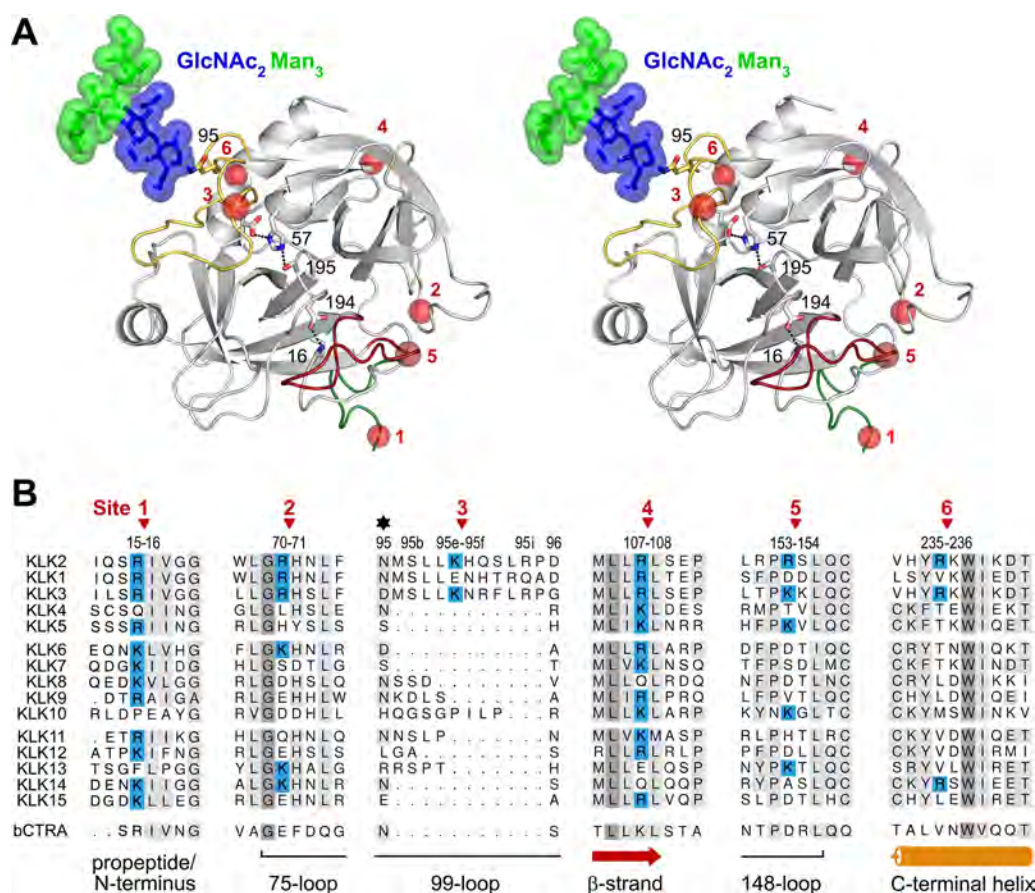 A
GlcNAc2 Man3
95
6
4
3
57
195
2
194
5
16
1
GlcNAc2 Man3
95
6
4
3
57
195
2
194
5
16
1
B
Site 1 2 3 4 5 6
15-16 70-71 95 95b 95e-95f 95i 96 107-108 153-154 235-236
KLK2 IQSRIVGG WLGRHNLF NMSLLKHQSLRPD MLLRLSEP LRPRSLQC VHYRKWIKDT
KLK1 IQSRIVGG WLGRHNLF NMSLLENHTRQAD MLLRLTEP SFPDDLQC LSYVKWIEDT
KLK3 ILSRIVGG LLGRHSLF DMSLLKNRFLRPG MLLRLSEP LTPKKLQC VHYRKWIKDT
KLK4 SCSQIING GLGLHSLE N...........S MLIKLDES RMPTVLQC CKFTEWIEKT
KLK5 SSSRIING GLGHYSLS S...........H MLIKLNRR HFPKVLQC CKFTKWIQET
KLK6 EQNKLVHG FLGKHNLR D...........A MLLRLARP DFPDTIQC CRYTNWIQKT
KLK7 QDGKIIDG GLGSDTLG S...........T MLVKLNSQ TFPSDLMC CKFTKWINDT
KLK8 QEDKVLGG RLGDHSLQ NSSD........V MLLQLRDQ NFPDTLNC CRYLDWIKKI
KLK9 .DTRAIGA RLGEHHLW NKDLS.......A MLIRLPRQ DFPVTLQC CHYLDWIQEI
KLK10 RLDPEAYG RVGDDHLL HQGSGPILP...R MLLKLARP KYNKGLTC CKYMSWINKV
KLK11 .ETRIIKG HLGQHNLQ NNSLP.......N MLVKMASP RLPHTLRC CKYVDWIQET
KLK12 ATPKIFNG RLGEHSLS LGA.........S RLLRLRLP DFPDLLQC CKYVDWIRMI
KLK13 TSGFLPGG YLGKHALG RRSPT.......H MLLELQSP NYPKTLQC CRYVLWIRET
KLK14 DENKIIGG VLGKHNLR N...........S MLLQLQQP RYPASLQC CKYRSWIEET
KLK15 DGDKLLEG RLGEHNLR E...........A MLLRLVQP SLPDTLHC CHYLEWIRET
bCTRA ..SRIVNG VAGEFDQG N...........S TLLKLSTA NTPDRLQQ TALVNWVQQT
propeptide/ N-terminus 75-loop 99-loop β-strand 148-loop C-terminal helix